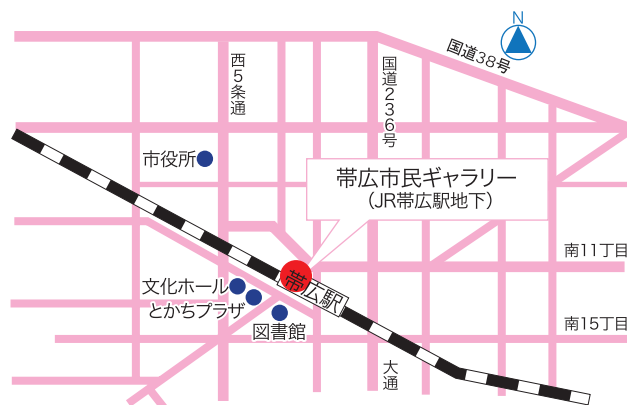 N
国道38号
西5条通
国道236号
市役所
帯広市民ギャラリー
(JR帯広駅地下)
南11丁目
帯広駅
文化ホール
とかちプラザ
図書館
南15丁目
大通